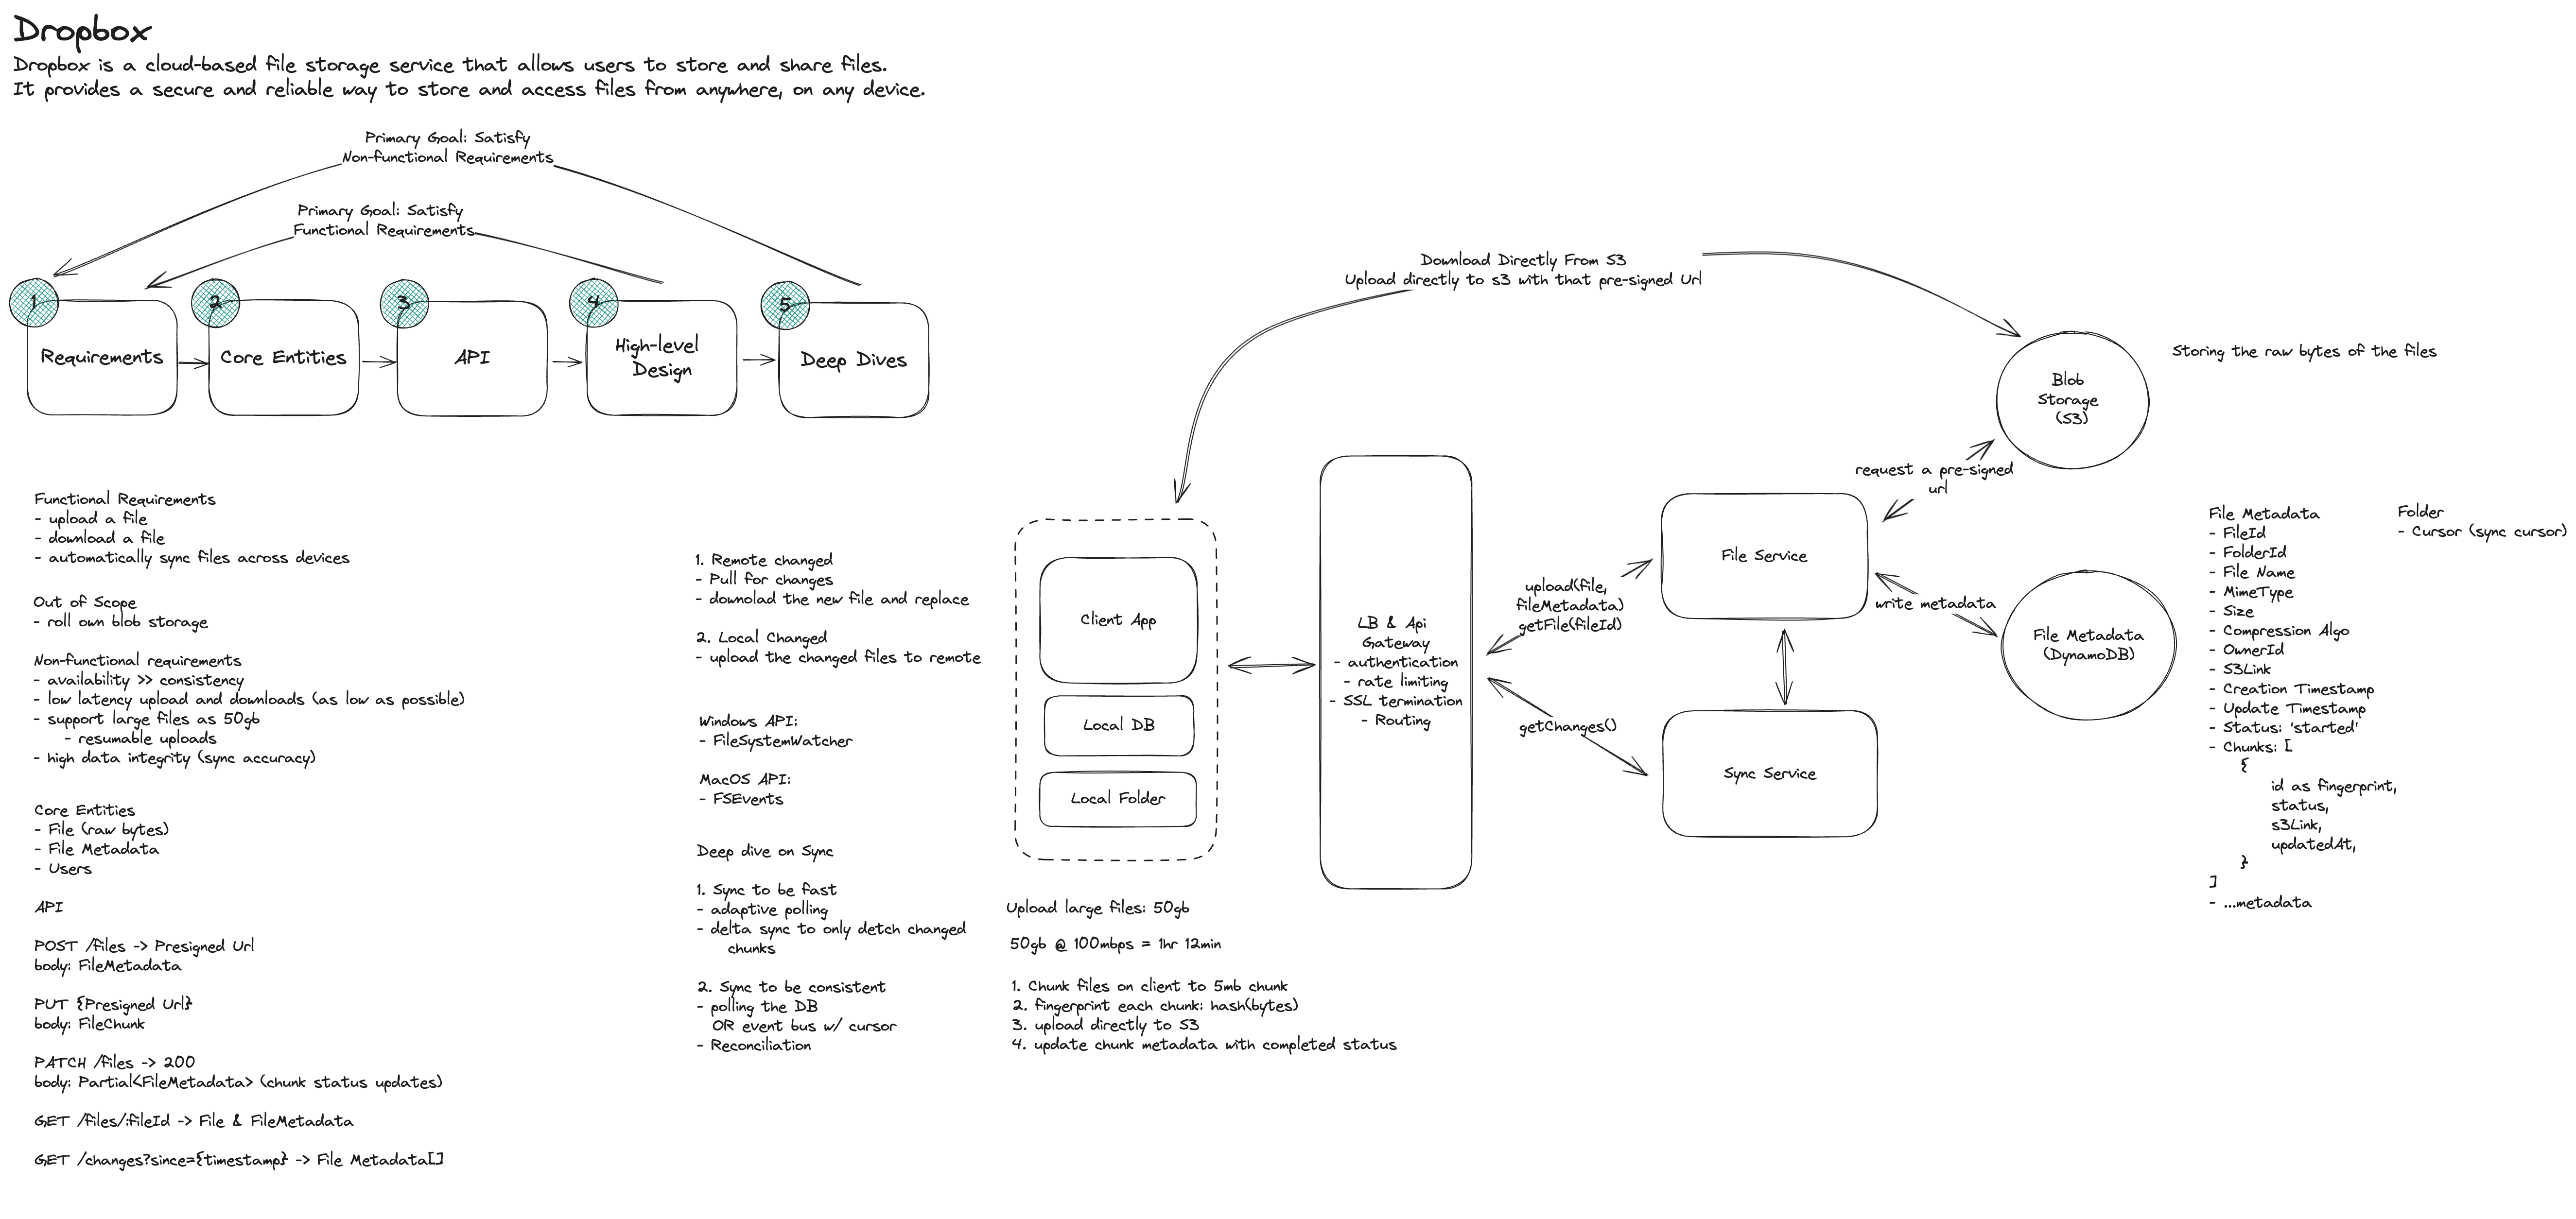 Dropbox
Dropbox is a cloud-based file storage service that allows users to store and share files.
It provides a secure and reliable way to store and access files from anywhere, on any device.
Primary Goal: Satisfy
Non-functional Requirements
Primary Goal: Satisfy
Functional Requirements
1
Requirements
2
Core Entities
3
API
4
High-level
Design
5
Deep Dives
Functional Requirements
- upload a file
- download a file
- automatically sync files across devices
Out of Scope
- roll own blob storage
Non-functional requirements
- availability >> consistency
- low latency upload and downloads (as low as possible)
- support large files as 50gb
- resumable uploads
- high data integrity (sync accuracy)
Core Entities
- File (raw bytes)
- File Metadata
- Users
API
POST /files -> Presigned Url
body: FileMetadata
PUT {Presigned Url}
body: FileChunk
PATCH /files -> 200
body: Partial<FileMetadata> (chunk status updates)
GET /files/:fileId -> File & FileMetadata
GET /changes?since={timestamp} -> File Metadata[]
1. Remote changed
- Pull for changes
- downolad the new file and replace
2. Local Changed
- upload the changed files to remote
Windows API:
- FileSystemWatcher
MacOS API:
- FSEvents
Deep dive on Sync
1. Sync to be fast
- adaptive polling
- delta sync to only detch changed
chunks
2. Sync to be consistent
- polling the DB
OR event bus w/ cursor
- Reconciliation
Download Directly From S3
Upload directly to s3 with that pre-signed Url
Client App
Local DB
Local Folder
Upload large files: 50gb
50gb @ 100mbps = 1hr 12min
1. Chunk files on client to 5mb chunk
2. fingerprint each chunk: hash(bytes)
3. upload directly to S3
4. update chunk metadata with completed status
LB & Api
Gateway
- authentication
- rate limiting
- SSL termination
- Routing
upload(file,
fileMetadata)
getFile(fileId)
getChanges()
File Service
Sync Service
request a pre-signed
url
write metadata
Blob
Storage
(S3)
Storing the raw bytes of the files
File Metadata
(DynamoDB)
File Metadata
- FileId
- FolderId
- File Name
- MimeType
- Size
- Compression Algo
- OwnerId
- S3Link
- Creation Timestamp
- Update Timestamp
- Status: 'started'
- Chunks: [
{
id as fingerprint,
status,
s3Link,
updatedAt,
}
]
- ...metadata
Folder
- Cursor (sync cursor)